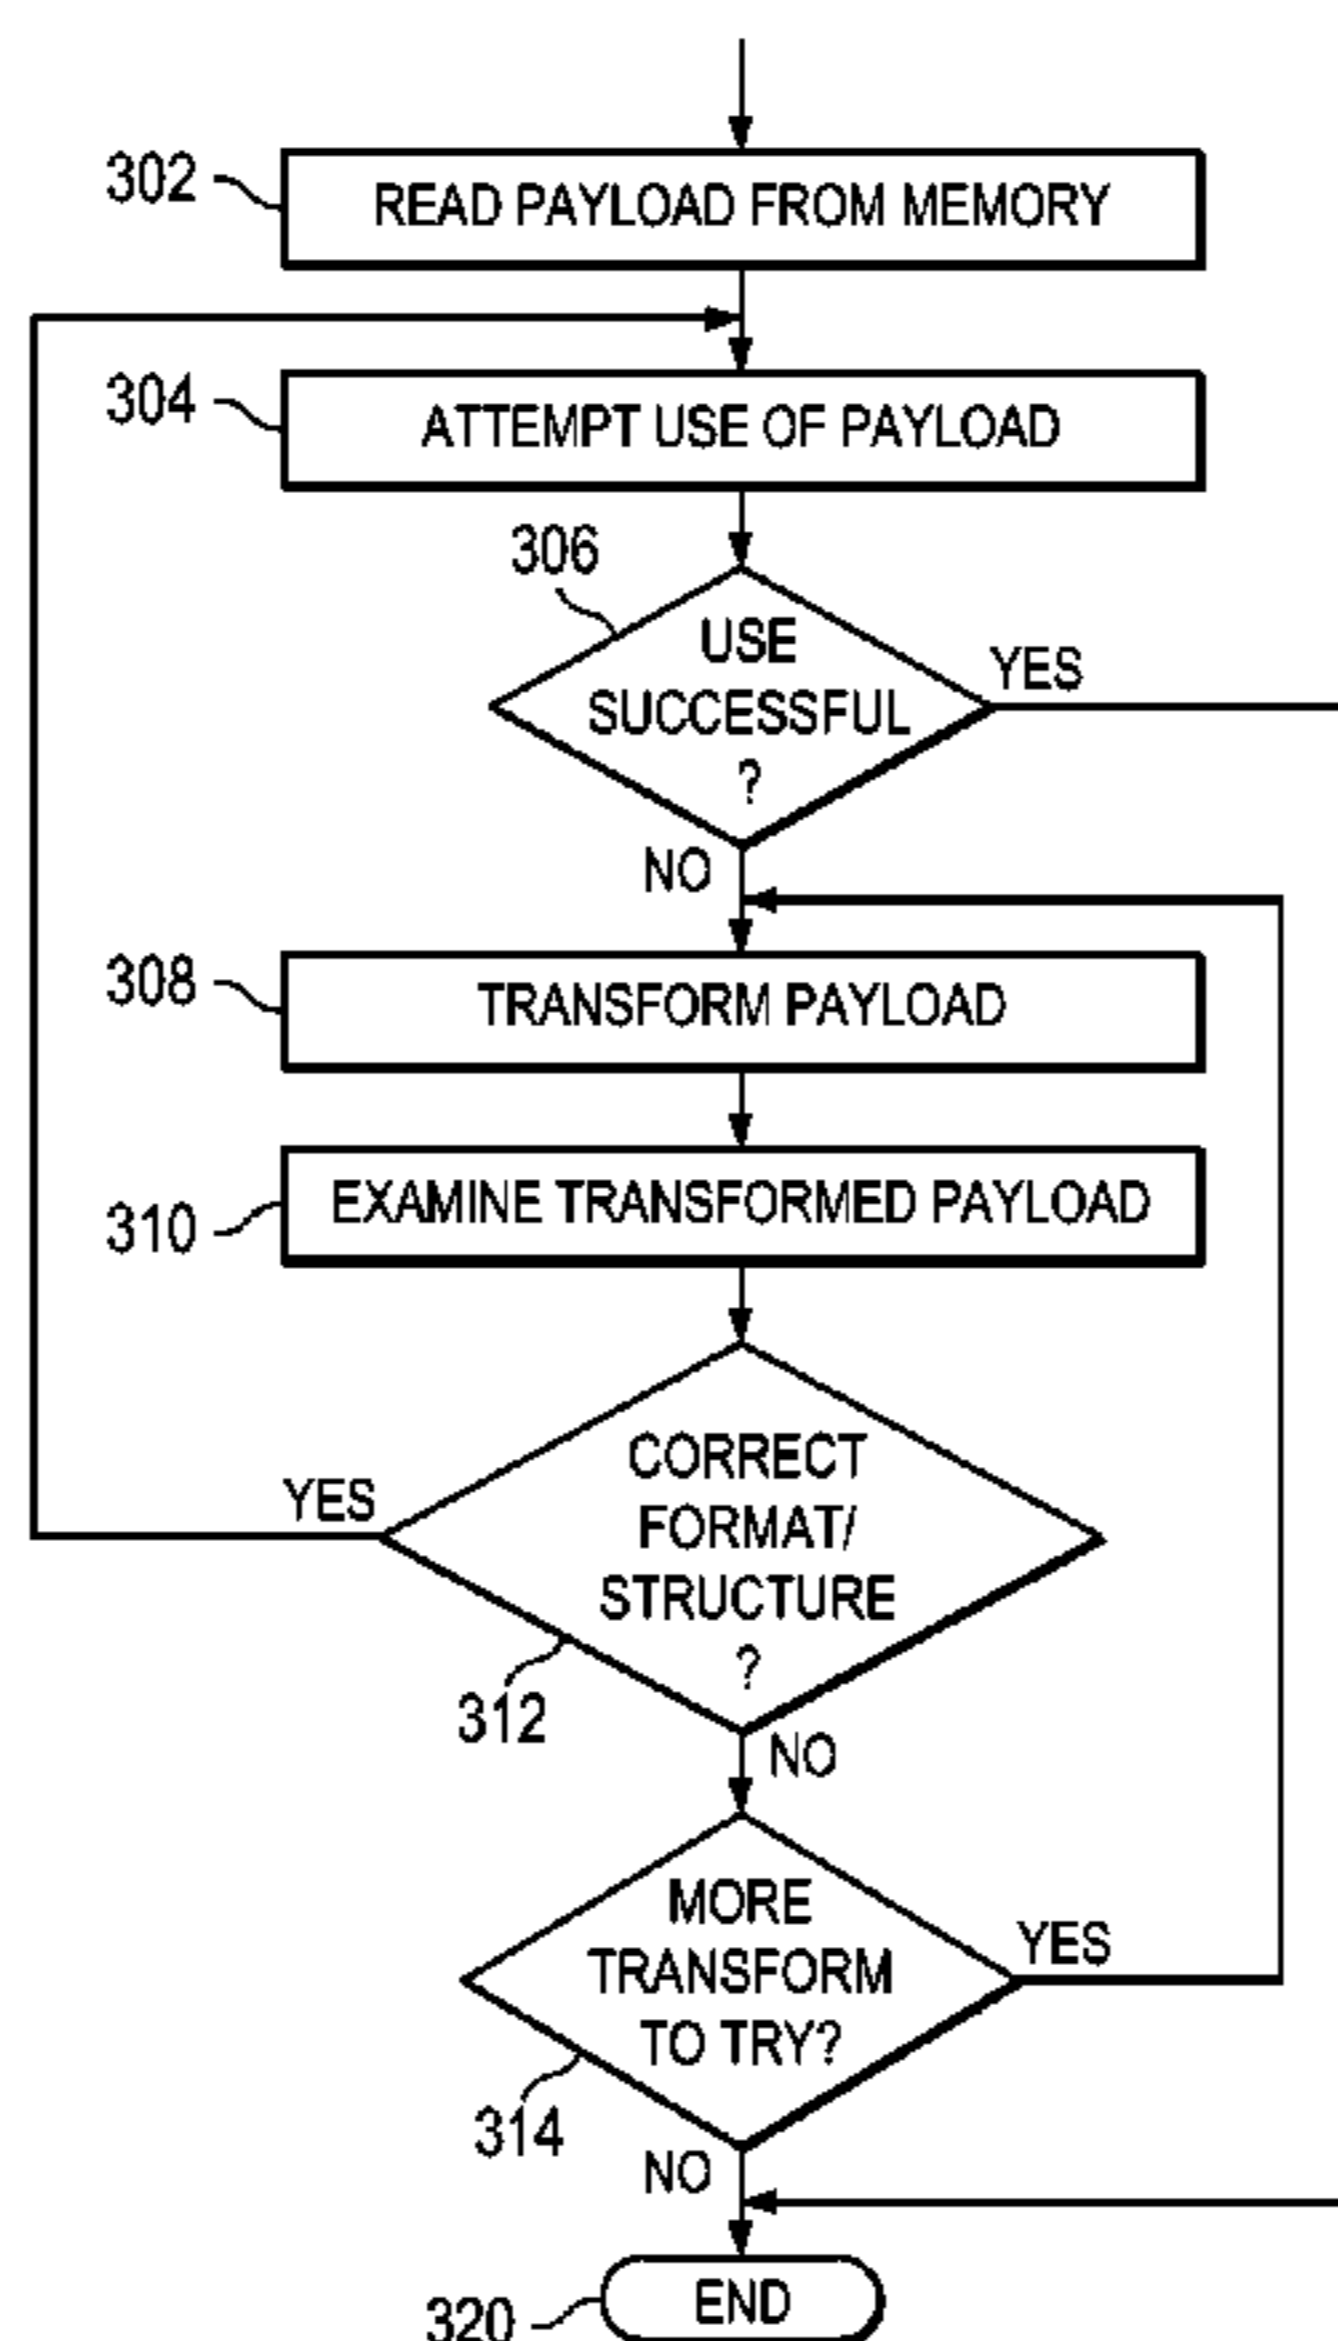 302
READ PAYLOAD FROM MEMORY
304
ATTEMPT USE OF PAYLOAD
306
USE
SUCCESSFUL
?
YES
NO
308
TRANSFORM PAYLOAD
310
EXAMINE TRANSFORMED PAYLOAD
CORRECT
FORMAT/
STRUCTURE
?
YES
312
NO
MORE
TRANSFORM
TO TRY?
YES
314
NO
320
END